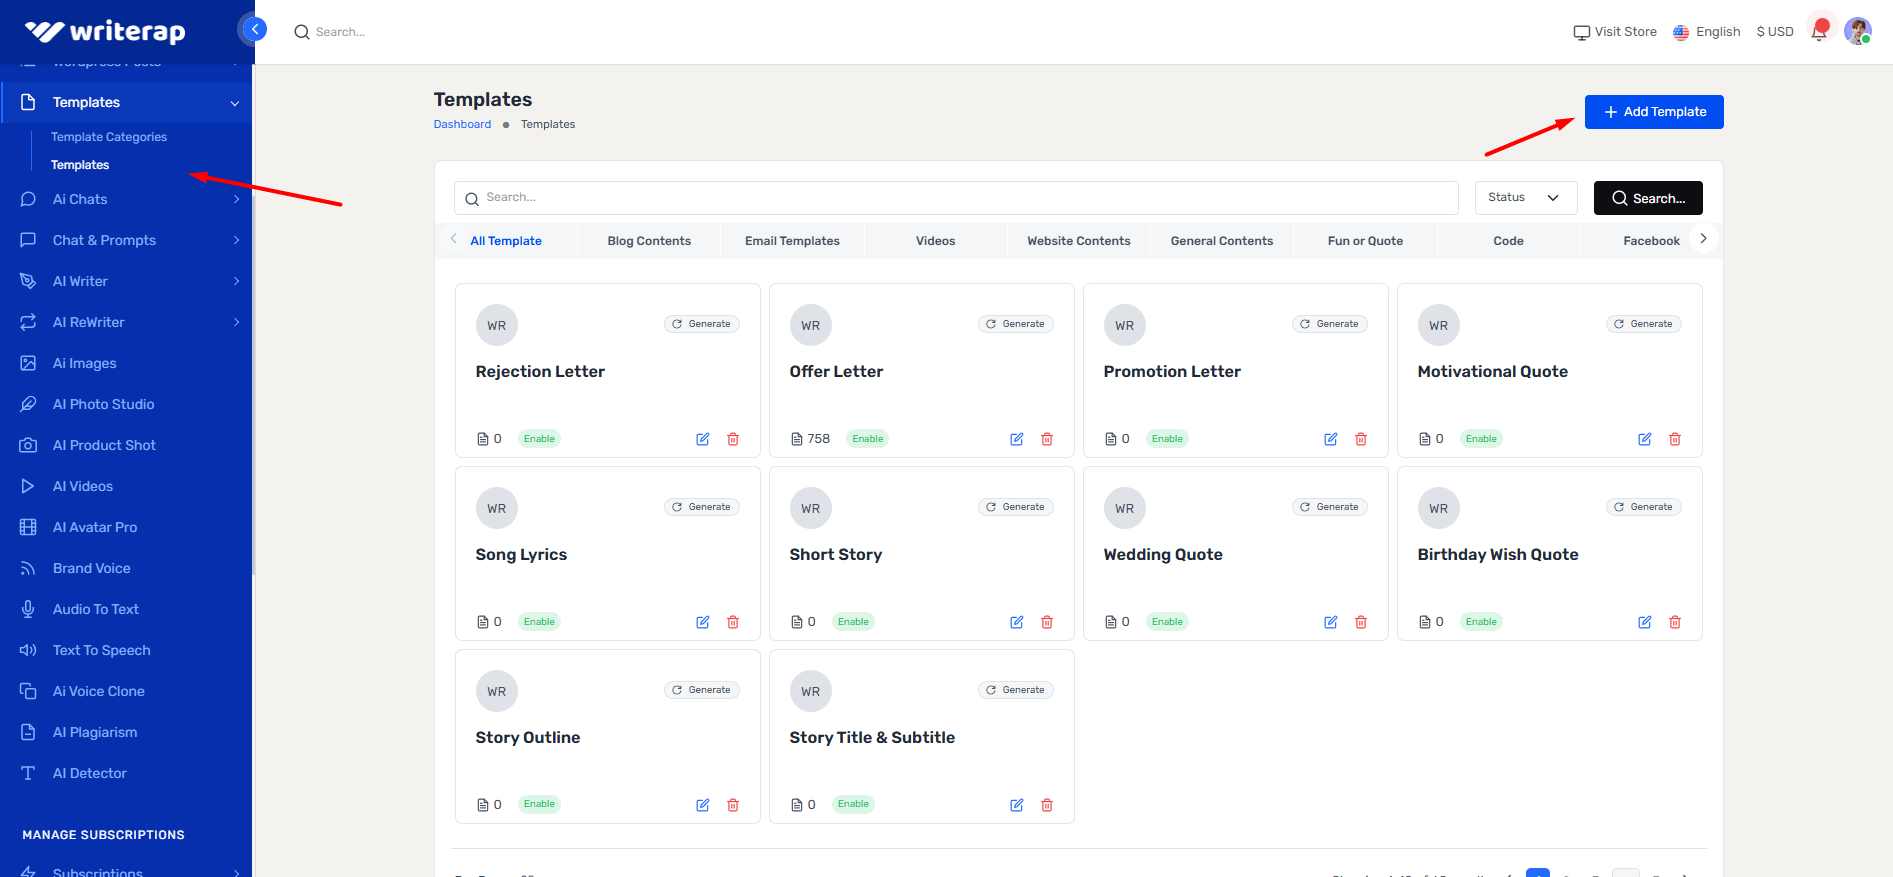 writerap
Search...
Visit Store
English
$ USD
Wordpress Posts
Templates
Template Categories
Templates
Ai Chats
Chat & Prompts
AI Writer
AI ReWriter
Ai Images
AI Photo Studio
AI Product Shot
AI Videos
AI Avatar Pro
Brand Voice
Audio To Text
Text To Speech
Ai Voice Clone
AI Plagiarism
AI Detector
MANAGE SUBSCRIPTIONS
Subscriptions
Templates
Dashboard Templates
Add Template
Search...
Status
Search...
All Template
Blog Contents
Email Templates
Videos
Website Contents
General Contents
Fun or Quote
Code
Facebook
WR Generate
Rejection Letter
0 Enable
WR Generate
Offer Letter
758 Enable
WR Generate
Promotion Letter
0 Enable
WR Generate
Motivational Quote
0 Enable
WR Generate
Song Lyrics
0 Enable
WR Generate
Short Story
0 Enable
WR Generate
Wedding Quote
0 Enable
WR Generate
Birthday Wish Quote
0 Enable
WR Generate
Story Outline
0 Enable
WR Generate
Story Title & Subtitle
0 Enable